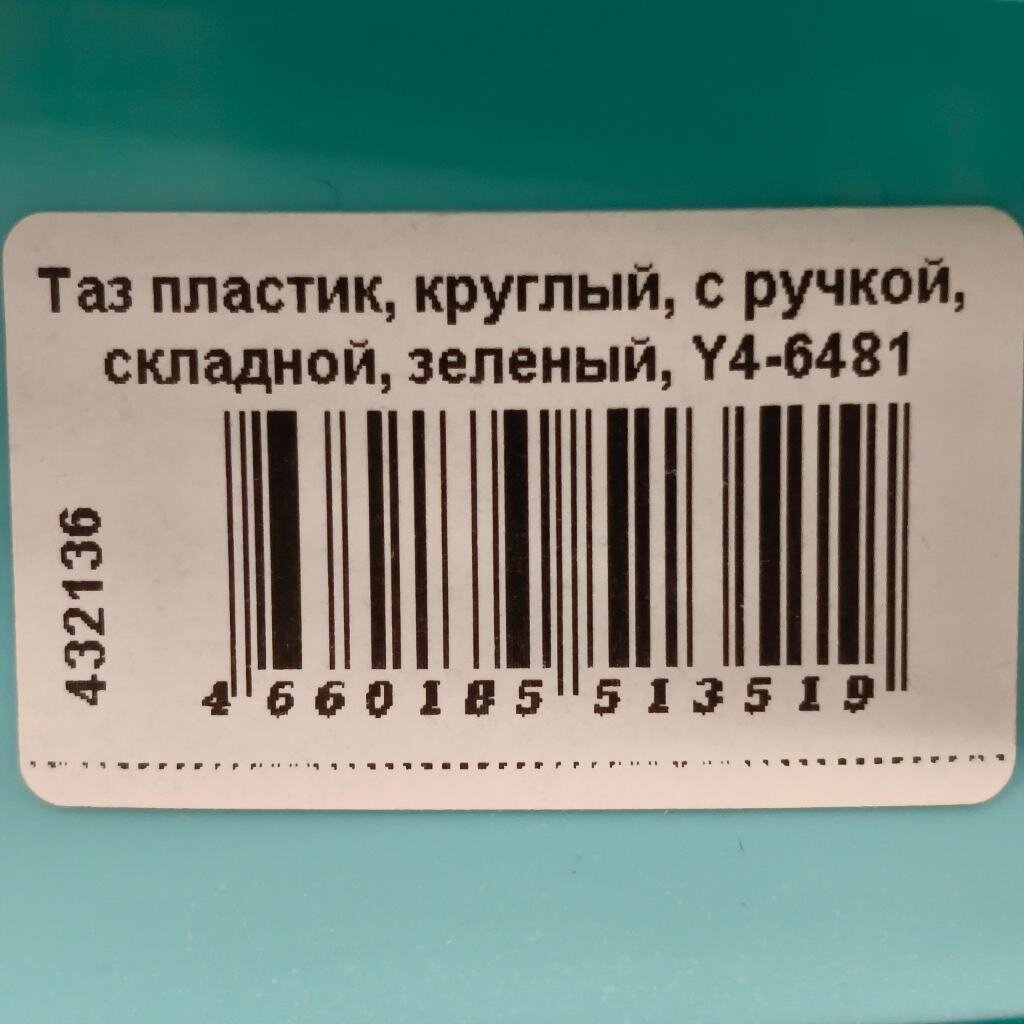 Таз пластик, круглый, с ручкой,
складной, зеленый, Y4-6481
432136
4 660185 513519